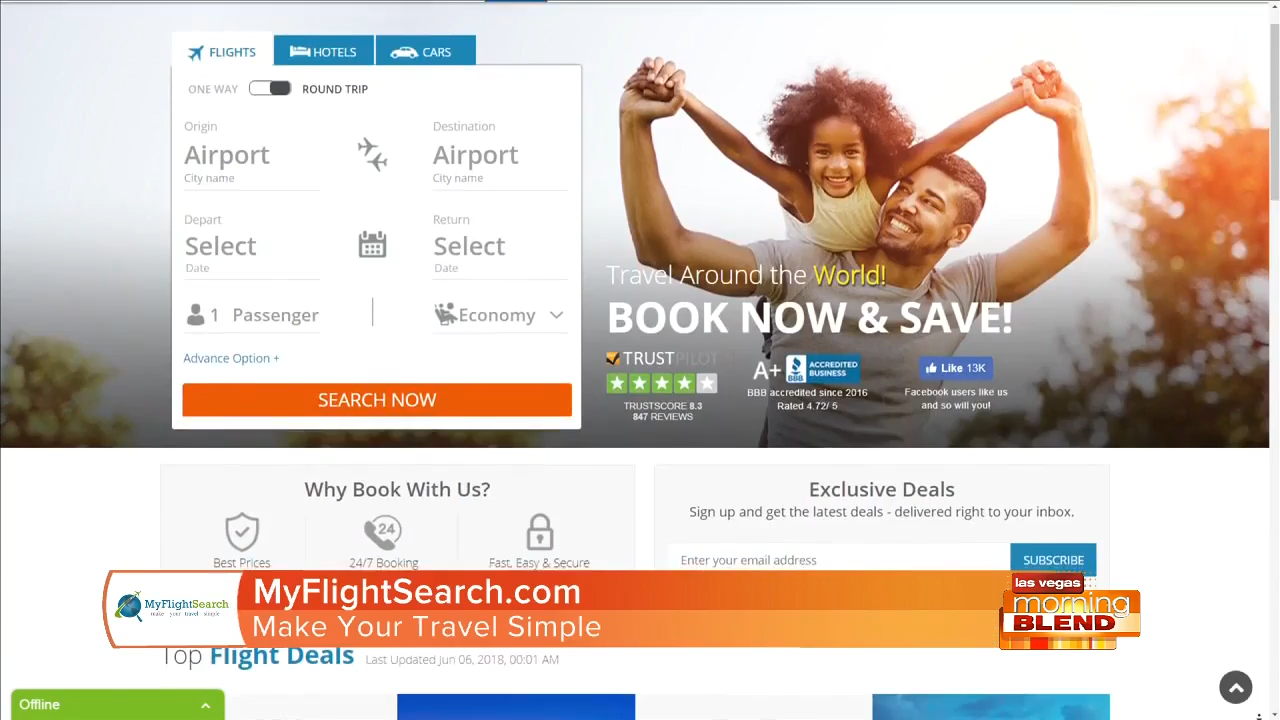 FLIGHTS
HOTELS
CARS
ONE WAY
ROUND TRIP
Origin
Airport
City name
Destination
Airport
City name
Depart
Select
Date
Return
Select
Date
1 Passenger
Economy
Advance Option +
SEARCH NOW
Travel Around the World!
BOOK NOW & SAVE!
TRUSTPILOT
TRUSTSCORE 8.3
847 REVIEWS
A+
BBB
ACCREDITED
BUSINESS
BBB accredited since 2016
Rated 4.72/ 5
Like 13K
Facebook users like us
and so will you!
Why Book With Us?
Best Prices
24
24/7 Booking
Fast, Easy & Secure
Exclusive Deals
Sign up and get the latest deals - delivered right to your inbox.
Enter your email address
SUBSCRIBE
MyFlightSearch
make your travel simple
MyFlightSearch.com
Make Your Travel Simple
las vegas
morning
BLEND
Top Flight Deals Last Updated Jun 06, 2018, 00:01 AM
Offline